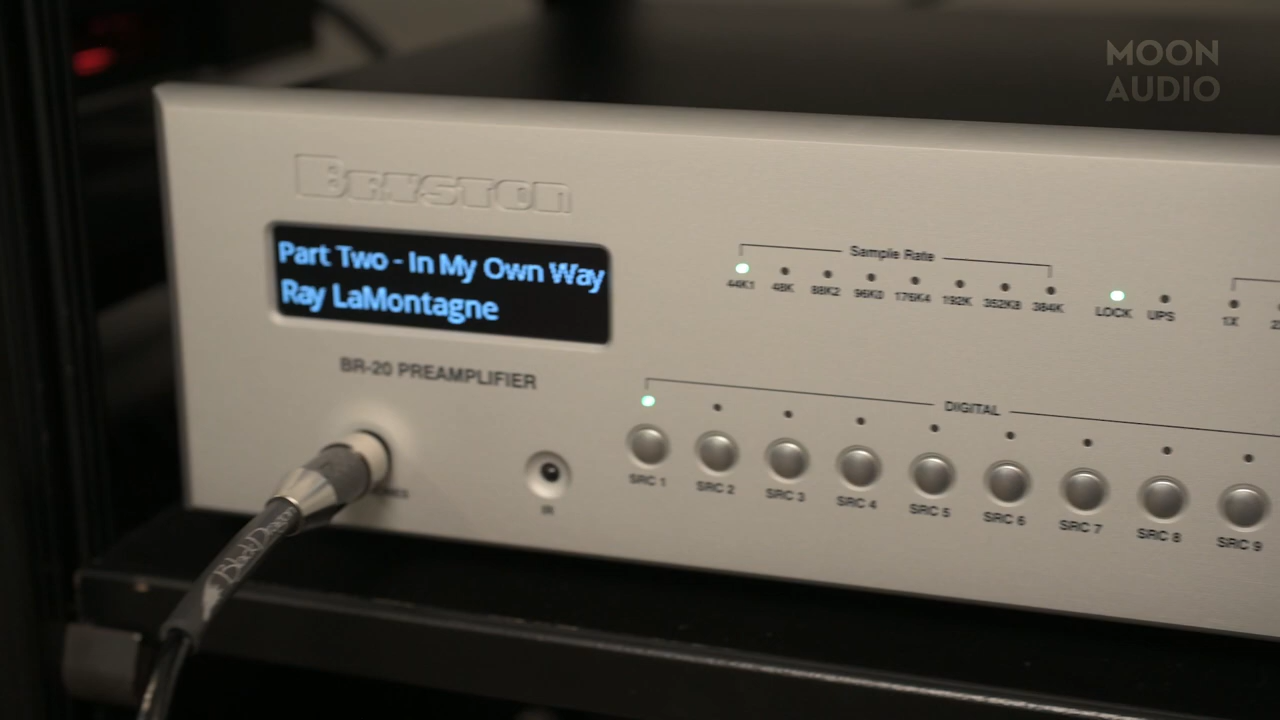 MOON
AUDIO
BRYSTON
Part Two - In My Own Way
Ray LaMontagne
BR-20 PREAMPLIFIER
Sample Rate
44K1 48K 88K2 96K0 176K4 192K 352K8 384K
LOCK UPS
1X
DIGITAL
SRC 1 SRC 2 SRC 3 SRC 4 SRC 5 SRC 6 SRC 7 SRC 8 SRC 9
IR
Black Dragon